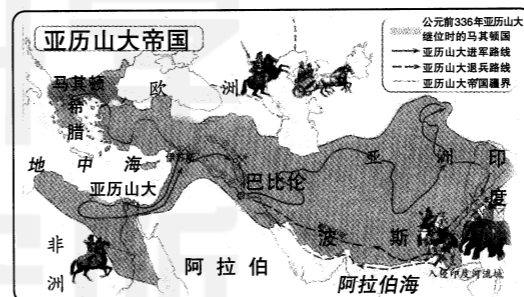 亚历山大帝国
公元前336年亚历山大
继位时的马其顿国
亚历山大进军路线
亚历山大退兵路线
亚历山大帝国疆界
马其顿
希腊
欧洲
地中海
亚历山大
巴比伦
亚洲
印度
波斯
非洲
阿拉伯
阿拉伯海
入侵印度河流域